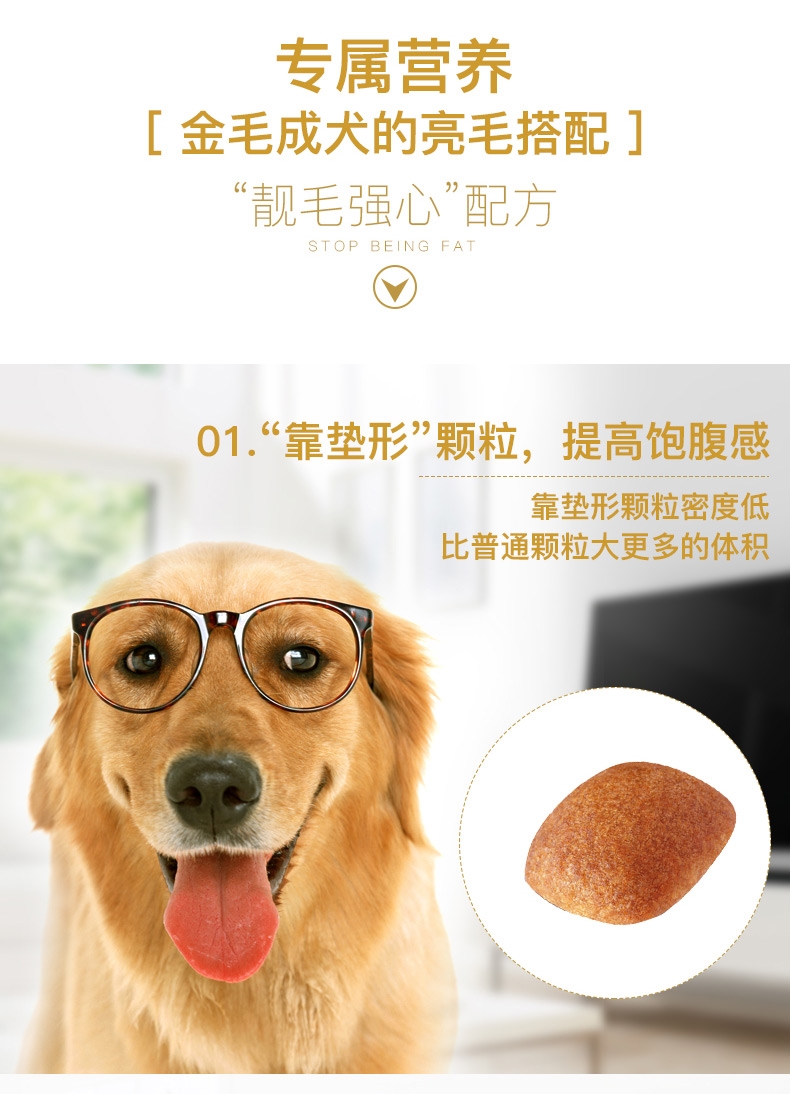 专属营养
[ 金毛成犬的亮毛搭配 ]
“靓毛强心”配方
STOP BEING FAT
01.“靠垫形”颗粒，提高饱腹感
靠垫形颗粒密度低
比普通颗粒大更多的体积